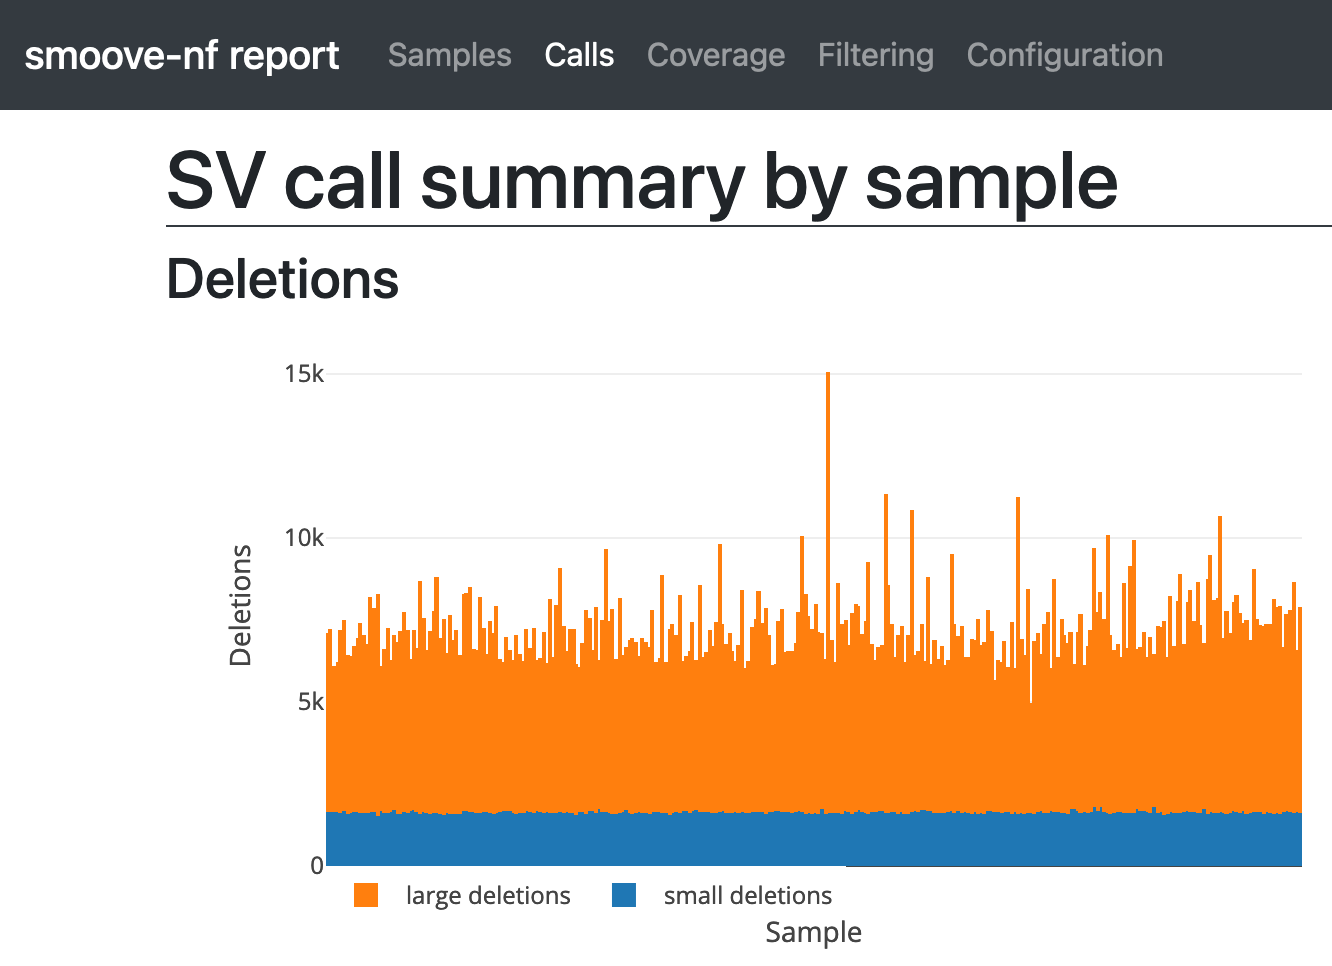 smoove-nf report Samples Calls Coverage Filtering Configuration
SV call summary by sample
Deletions
15k
10k
5k
0
Deletions
large deletions small deletions
Sample